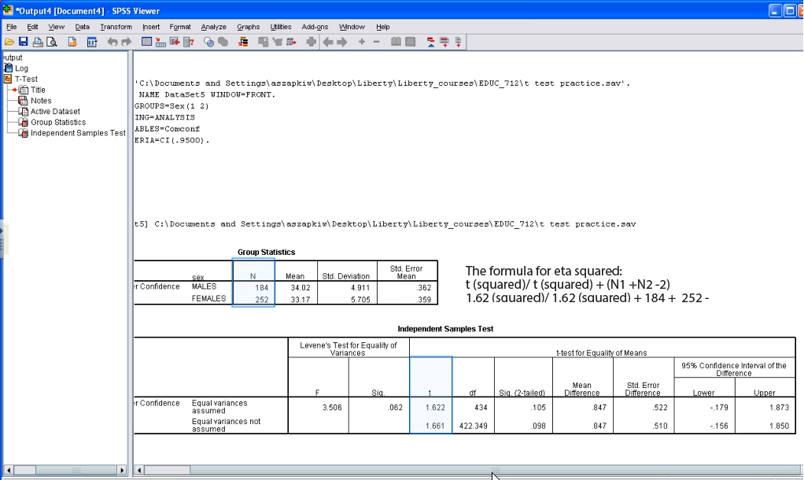 *Output4 [Document4] - SPSS Viewer
File Edit View Data Transform Insert Format Analyze Graphs Utilities Add-ons Window Help
utput
Log
T-Test
Title
Notes
Active Dataset
Group Statistics
Independent Samples Test
'C:\Documents and Settings\aszapkiw\Desktop\Liberty\Liberty_courses\EDUC_712\t test practice.sav'.
NAME DataSet5 WINDOW=FRONT.
GROUPS=Sex(1 2)
ING=ANALYSIS
ABLES=Comconf
ERIA=CI(.9500).
t5] C:\Documents and Settings\aszapkiw\Desktop\Liberty\Liberty_courses\EDUC_712\t test practice.sav
Group Statistics
sex N Mean Std. Deviation Std. Error Mean
r Confidence MALES 184 34.02 4.911 .362
FEMALES 252 33.17 5.705 .359
The formula for eta squared:
t (squared)/ t (squared) + (N1 +N2 -2)
1.62 (squared)/ 1.62 (squared) + 184 + 252 -
Independent Samples Test
Levene's Test for Equality of Variances t-test for Equality of Means
95% Confidence Interval of the Difference
F Sig. t df Sig. (2-tailed) Mean Difference Std. Error Difference Lower Upper
r Confidence Equal variances assumed 3.506 .062 1.622 434 .105 .847 .522 -.179 1.873
Equal variances not assumed 1.661 422.349 .098 .847 .510 -.156 1.850